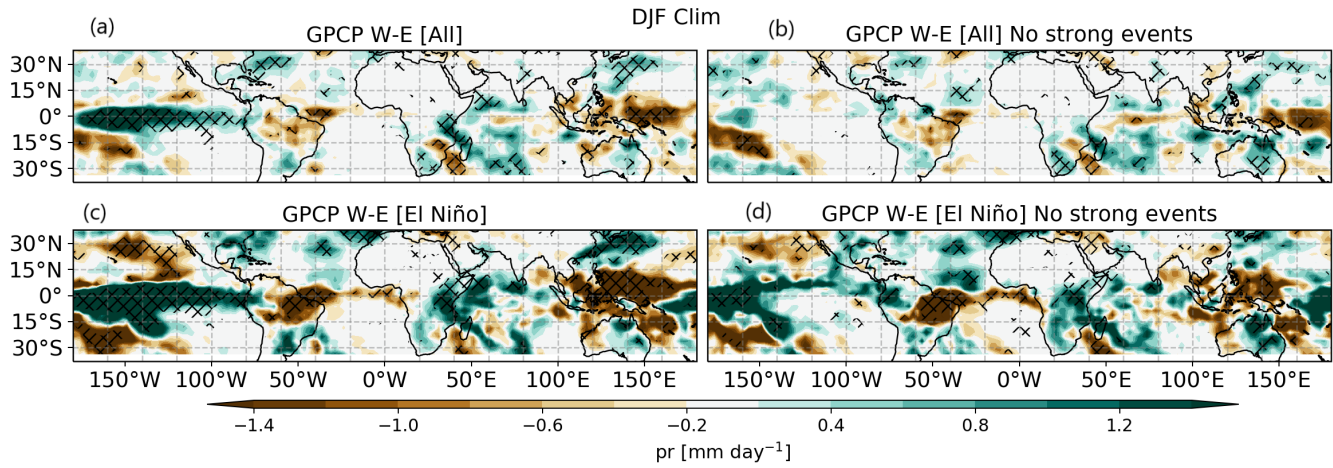 DJF Clim
(a) GPCP W-E [All]
(b) GPCP W-E [All] No strong events
30°N
15°N
0°
15°S
30°S
(c) GPCP W-E [El Niño]
(d) GPCP W-E [El Niño] No strong events
30°N
15°N
0°
15°S
30°S
150°W 100°W 50°W 0°W 50°E 100°E 150°E 150°W 100°W 50°W 0°W 50°E 100°E 150°E
−1.4 −1.0 −0.6 −0.2 0.4 0.8 1.2
pr [mm day⁻¹]